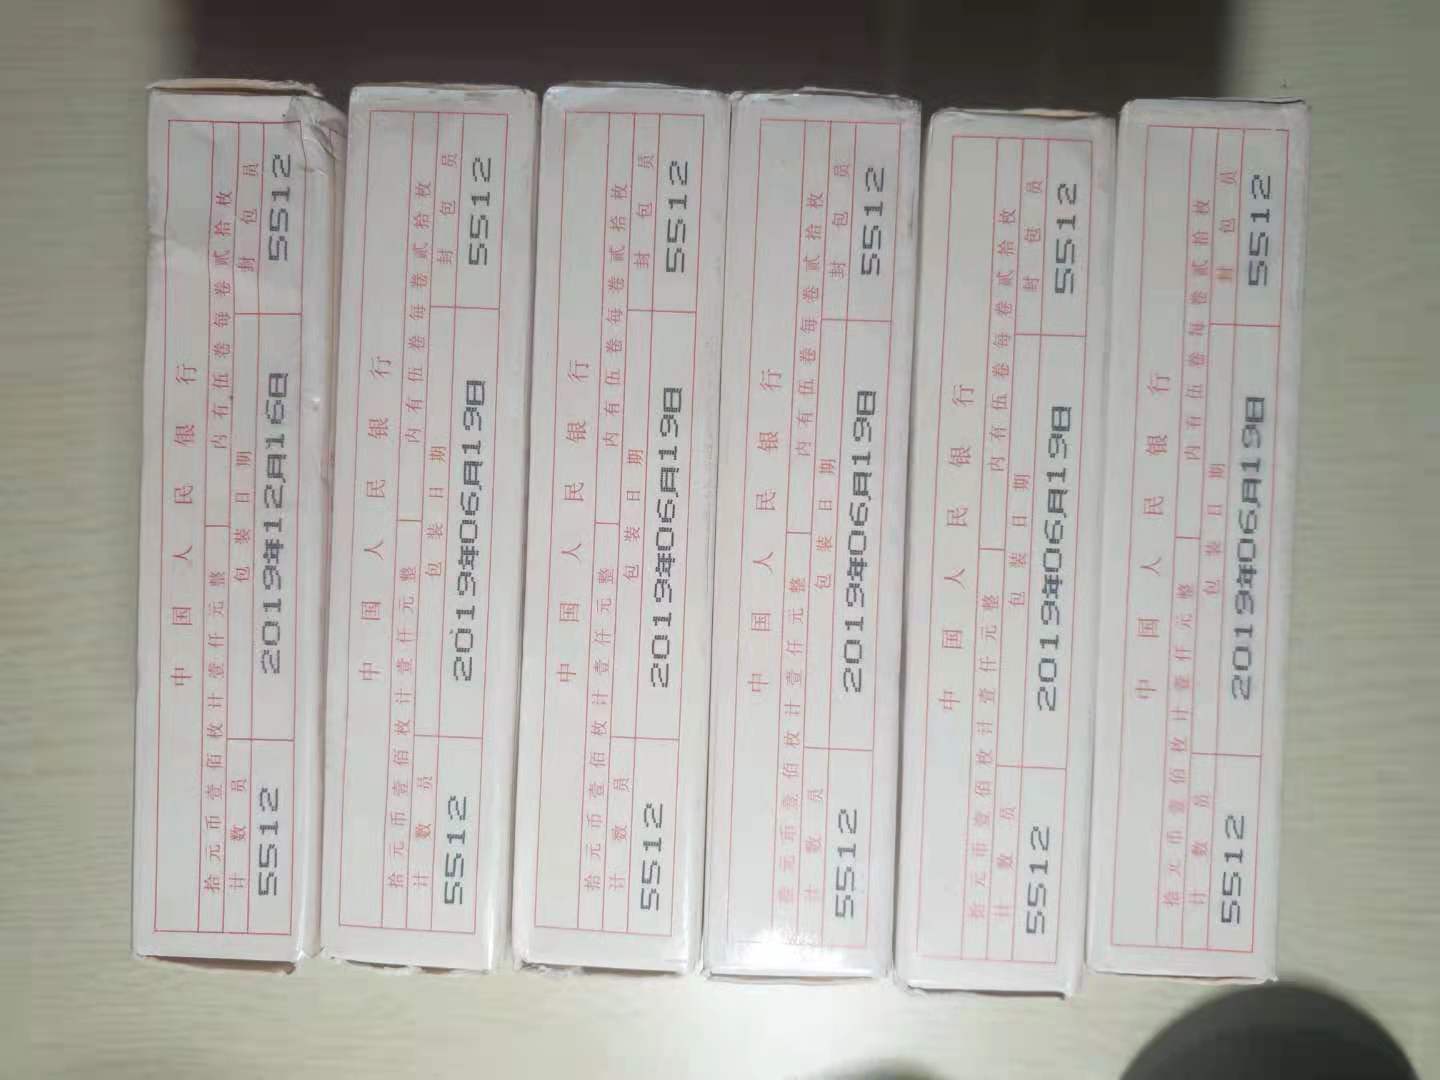 中国人民银行
拾元币壹佰枚计壹仟元整
内有伍卷每卷贰拾枚
计数员
包装日期
封包员
5512
2019年12月16日
5512
中国人民银行
拾元币壹佰枚计壹仟元整
内有伍卷每卷贰拾枚
计数员
包装日期
封包员
5512
2019年06月19日
5512
中国人民银行
拾元币壹佰枚计壹仟元整
内有伍卷每卷贰拾枚
计数员
包装日期
封包员
5512
2019年06月19日
5512
中国人民银行
拾元币壹佰枚计壹仟元整
内有伍卷每卷贰拾枚
计数员
包装日期
封包员
5512
2019年06月19日
5512
中国人民银行
拾元币壹佰枚计壹仟元整
内有伍卷每卷贰拾枚
计数员
包装日期
封包员
5512
2019年06月19日
5512
中国人民银行
拾元币壹佰枚计壹仟元整
内有伍卷每卷贰拾枚
计数员
包装日期
封包员
5512
2019年06月19日
5512